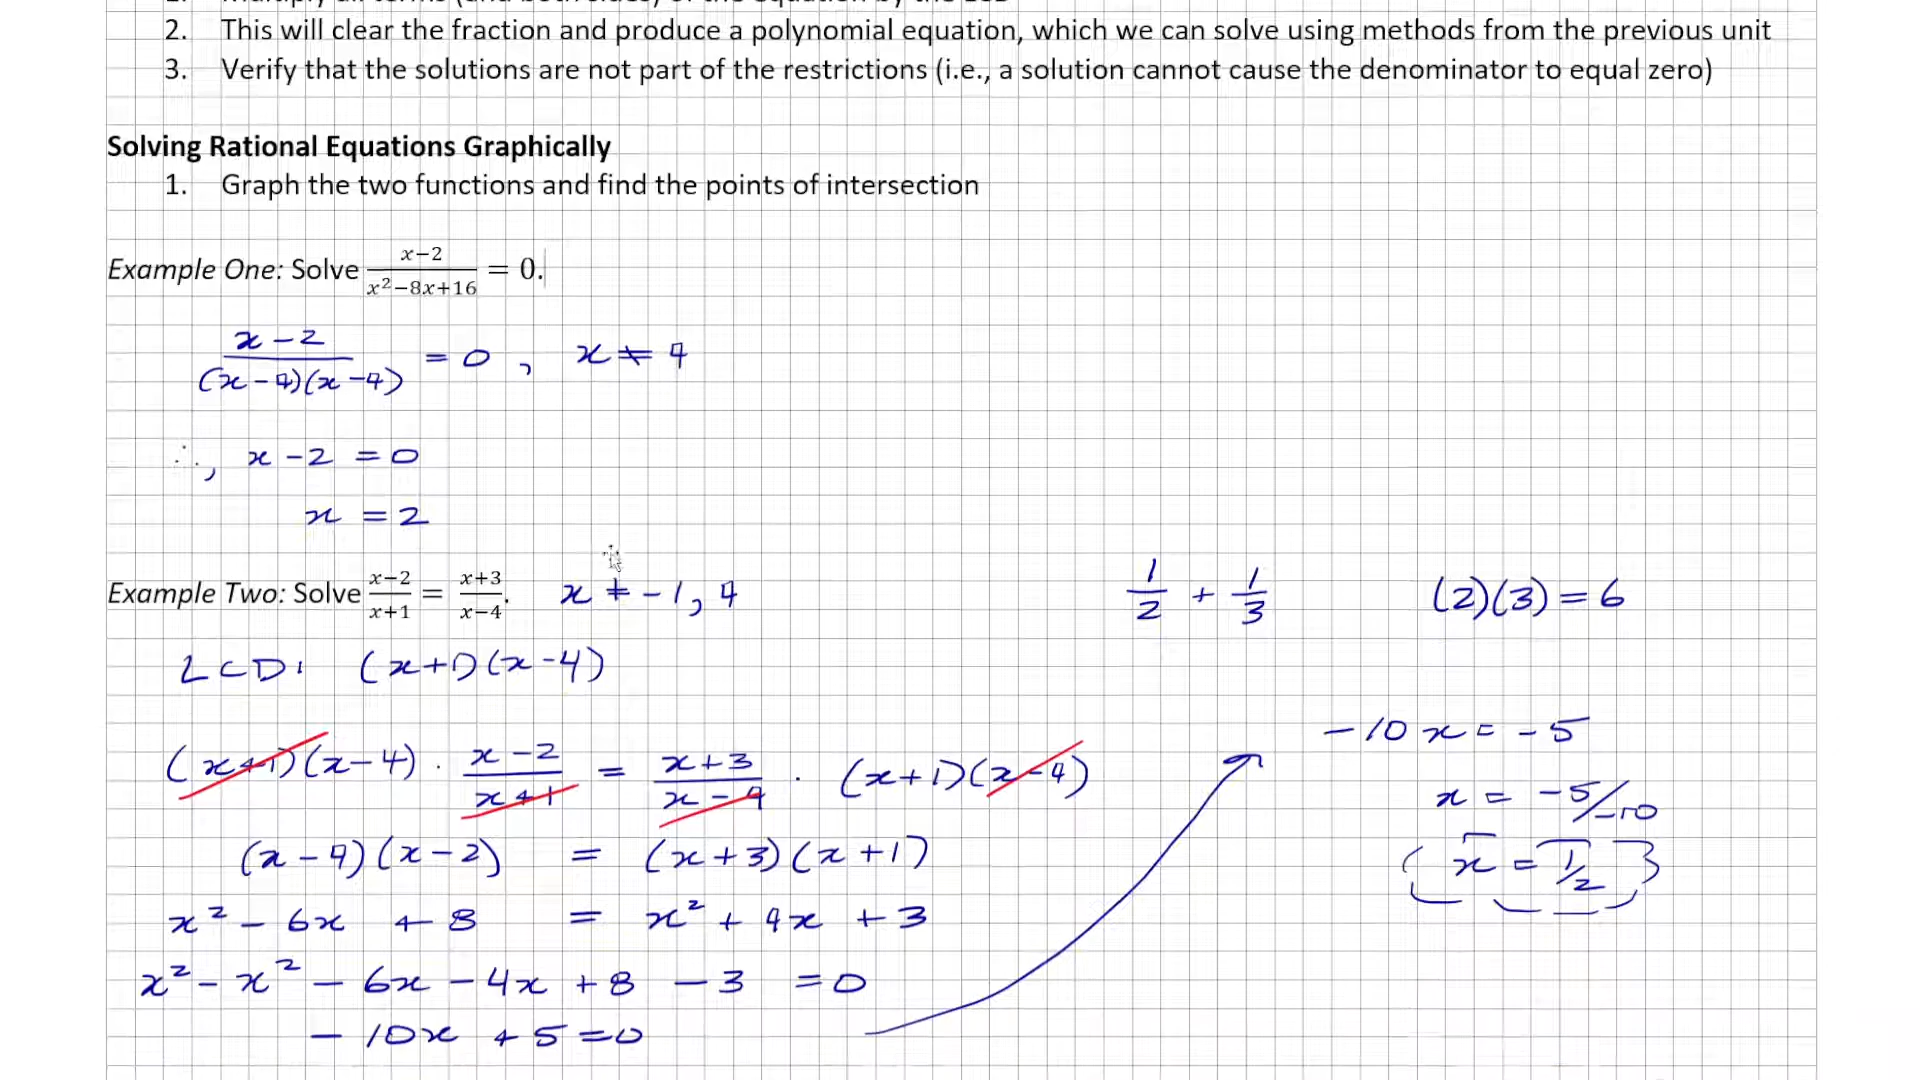 2. This will clear the fraction and produce a polynomial equation, which we can solve using methods from the previous unit
3. Verify that the solutions are not part of the restrictions (i.e., a solution cannot cause the denominator to equal zero)
Solving Rational Equations Graphically
1. Graph the two functions and find the points of intersection
Example One: Solve (x−2)/(x²−8x+16) = 0.
(x−2)/((x−4)(x−4)) = 0 , x ≠ 4
∴, x − 2 = 0
x = 2
Example Two: Solve (x−2)/(x+1) = (x+3)/(x−4). x ≠ −1, 4
1/2 + 1/3 (2)(3) = 6
LCD: (x+1)(x−4)
(x+1)(x−4) · (x−2)/(x+1) = (x+3)/(x−4) · (x+1)(x−4)
(x−4)(x−2) = (x+3)(x+1)
x² − 6x + 8 = x² + 4x + 3
x² − x² − 6x − 4x + 8 − 3 = 0
− 10x + 5 = 0
−10x = −5
x = −5/−10
x = 1/2